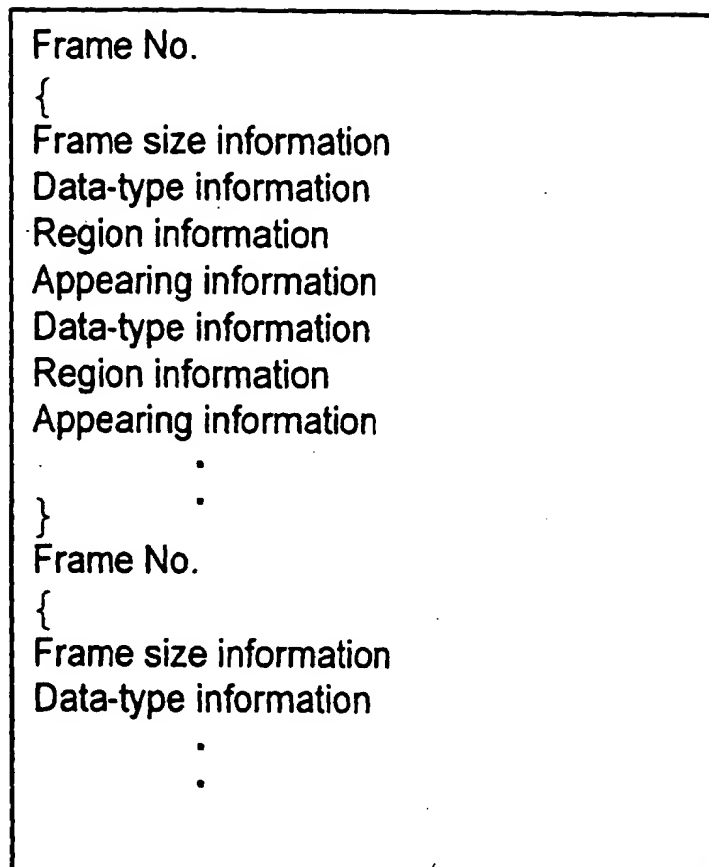 Frame No.
{
Frame size information
Data-type information
Region information
Appearing information
Data-type information
Region information
Appearing information
.
.
}
Frame No.
{
Frame size information
Data-type information
.
.